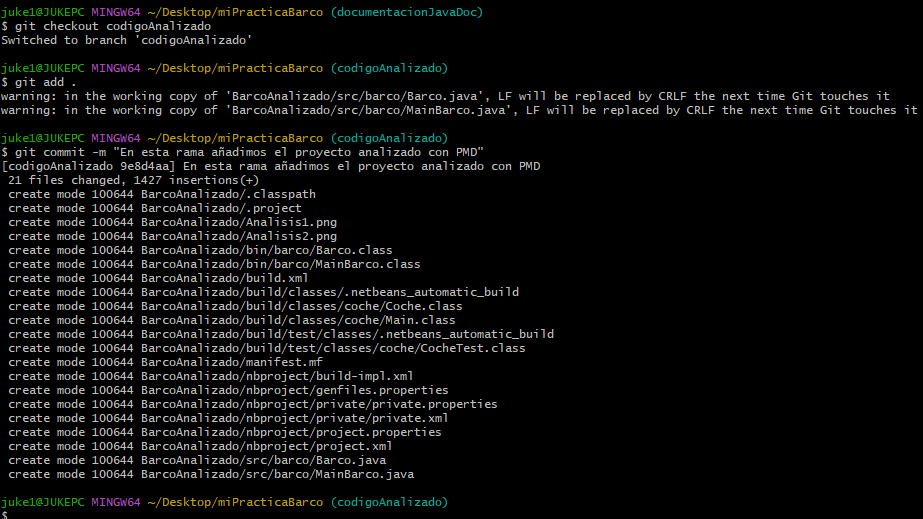 juke1@JUKEPC MINGW64 ~/Desktop/miPracticaBarco (documentacionJavaDoc)
$ git checkout codigoAnalizado
Switched to branch 'codigoAnalizado'
juke1@JUKEPC MINGW64 ~/Desktop/miPracticaBarco (codigoAnalizado)
$ git add .
warning: in the working copy of 'BarcoAnalizado/src/barco/Barco.java', LF will be replaced by CRLF the next time Git touches it
warning: in the working copy of 'BarcoAnalizado/src/barco/MainBarco.java', LF will be replaced by CRLF the next time Git touches it
juke1@JUKEPC MINGW64 ~/Desktop/miPracticaBarco (codigoAnalizado)
$ git commit -m "En esta rama añadimos el proyecto analizado con PMD"
[codigoAnalizado 9e8d4aa] En esta rama añadimos el proyecto analizado con PMD
21 files changed, 1427 insertions(+)
create mode 100644 BarcoAnalizado/.classpath
create mode 100644 BarcoAnalizado/.project
create mode 100644 BarcoAnalizado/Analisis1.png
create mode 100644 BarcoAnalizado/Analisis2.png
create mode 100644 BarcoAnalizado/bin/barco/Barco.class
create mode 100644 BarcoAnalizado/bin/barco/MainBarco.class
create mode 100644 BarcoAnalizado/build.xml
create mode 100644 BarcoAnalizado/build/classes/.netbeans_automatic_build
create mode 100644 BarcoAnalizado/build/classes/coche/Coche.class
create mode 100644 BarcoAnalizado/build/classes/coche/Main.class
create mode 100644 BarcoAnalizado/build/test/classes/.netbeans_automatic_build
create mode 100644 BarcoAnalizado/build/test/classes/coche/CocheTest.class
create mode 100644 BarcoAnalizado/manifest.mf
create mode 100644 BarcoAnalizado/nbproject/build-impl.xml
create mode 100644 BarcoAnalizado/nbproject/genfiles.properties
create mode 100644 BarcoAnalizado/nbproject/private/private.properties
create mode 100644 BarcoAnalizado/nbproject/private/private.xml
create mode 100644 BarcoAnalizado/nbproject/project.properties
create mode 100644 BarcoAnalizado/nbproject/project.xml
create mode 100644 BarcoAnalizado/src/barco/Barco.java
create mode 100644 BarcoAnalizado/src/barco/MainBarco.java
juke1@JUKEPC MINGW64 ~/Desktop/miPracticaBarco (codigoAnalizado)
$